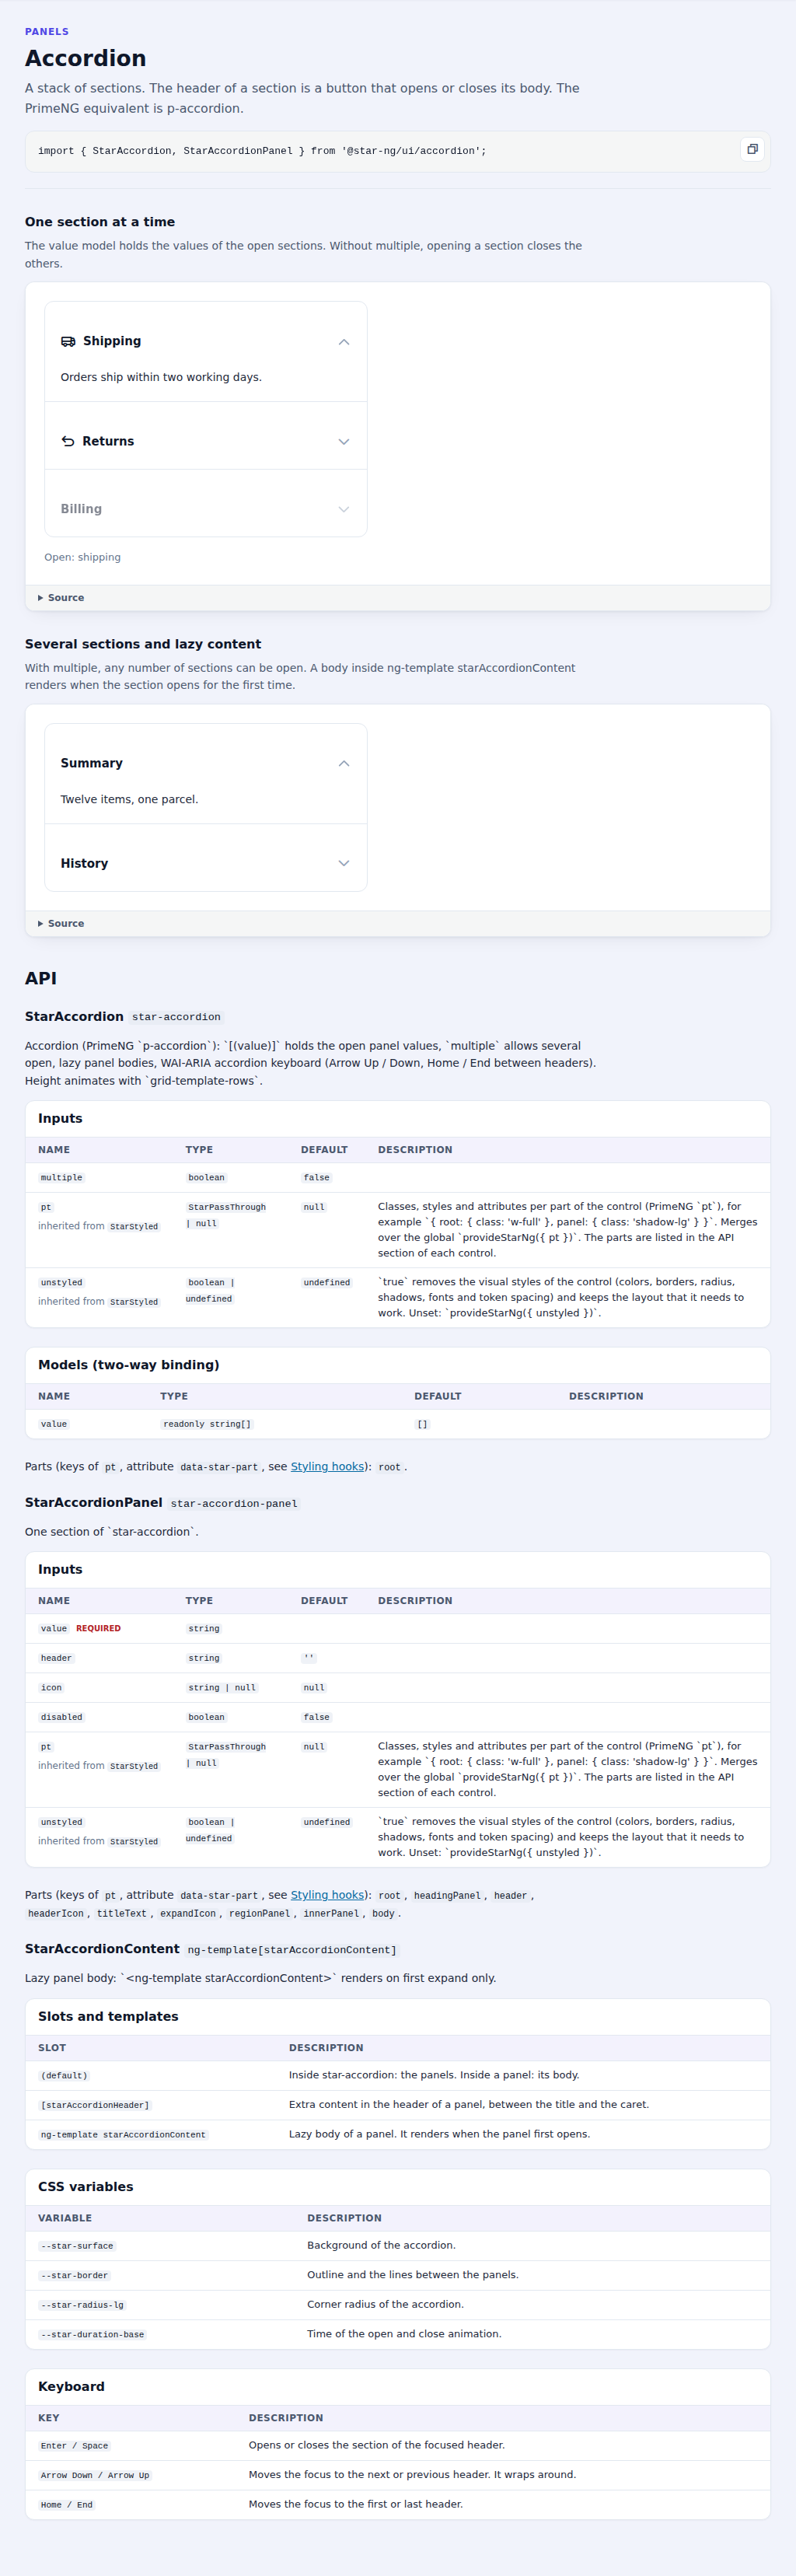 PANELS
Accordion
A stack of sections. The header of a section is a button that opens or closes its body. The
PrimeNG equivalent is p-accordion.
import { StarAccordion, StarAccordionPanel } from '@star-ng/ui/accordion';
One section at a time
The value model holds the values of the open sections. Without multiple, opening a section closes the
others.
Shipping
Orders ship within two working days.
Returns
Billing
Open: shipping
Source
Several sections and lazy content
With multiple, any number of sections can be open. A body inside ng-template starAccordionContent
renders when the section opens for the first time.
Summary
Twelve items, one parcel.
History
Source
API
StarAccordion star-accordion
Accordion (PrimeNG `p-accordion`): `[(value)]` holds the open panel values, `multiple` allows several
open, lazy panel bodies, WAI-ARIA accordion keyboard (Arrow Up / Down, Home / End between headers).
Height animates with `grid-template-rows`.
Inputs
NAME TYPE DEFAULT DESCRIPTION
multiple boolean false
pt StarPassThrough null Classes, styles and attributes per part of the control (PrimeNG `pt`), for
inherited from StarStyled | null example `{ root: { class: 'w-full' }, panel: { class: 'shadow-lg' } }`. Merges
over the global `provideStarNg({ pt })`. The parts are listed in the API
section of each control.
unstyled boolean | undefined `true` removes the visual styles of the control (colors, borders, radius,
inherited from StarStyled undefined shadows, fonts and token spacing) and keeps the layout that it needs to
work. Unset: `provideStarNg({ unstyled })`.
Models (two-way binding)
NAME TYPE DEFAULT DESCRIPTION
value readonly string[] []
Parts (keys of pt, attribute data-star-part, see Styling hooks): root.
StarAccordionPanel star-accordion-panel
One section of `star-accordion`.
Inputs
NAME TYPE DEFAULT DESCRIPTION
value REQUIRED string
header string ''
icon string | null null
disabled boolean false
pt StarPassThrough null Classes, styles and attributes per part of the control (PrimeNG `pt`), for
inherited from StarStyled | null example `{ root: { class: 'w-full' }, panel: { class: 'shadow-lg' } }`. Merges
over the global `provideStarNg({ pt })`. The parts are listed in the API
section of each control.
unstyled boolean | undefined `true` removes the visual styles of the control (colors, borders, radius,
inherited from StarStyled undefined shadows, fonts and token spacing) and keeps the layout that it needs to
work. Unset: `provideStarNg({ unstyled })`.
Parts (keys of pt, attribute data-star-part, see Styling hooks): root, headingPanel, header,
headerIcon, titleText, expandIcon, regionPanel, innerPanel, body.
StarAccordionContent ng-template[starAccordionContent]
Lazy panel body: `<ng-template starAccordionContent>` renders on first expand only.
Slots and templates
SLOT DESCRIPTION
(default) Inside star-accordion: the panels. Inside a panel: its body.
[starAccordionHeader] Extra content in the header of a panel, between the title and the caret.
ng-template starAccordionContent Lazy body of a panel. It renders when the panel first opens.
CSS variables
VARIABLE DESCRIPTION
--star-surface Background of the accordion.
--star-border Outline and the lines between the panels.
--star-radius-lg Corner radius of the accordion.
--star-duration-base Time of the open and close animation.
Keyboard
KEY DESCRIPTION
Enter / Space Opens or closes the section of the focused header.
Arrow Down / Arrow Up Moves the focus to the next or previous header. It wraps around.
Home / End Moves the focus to the first or last header.